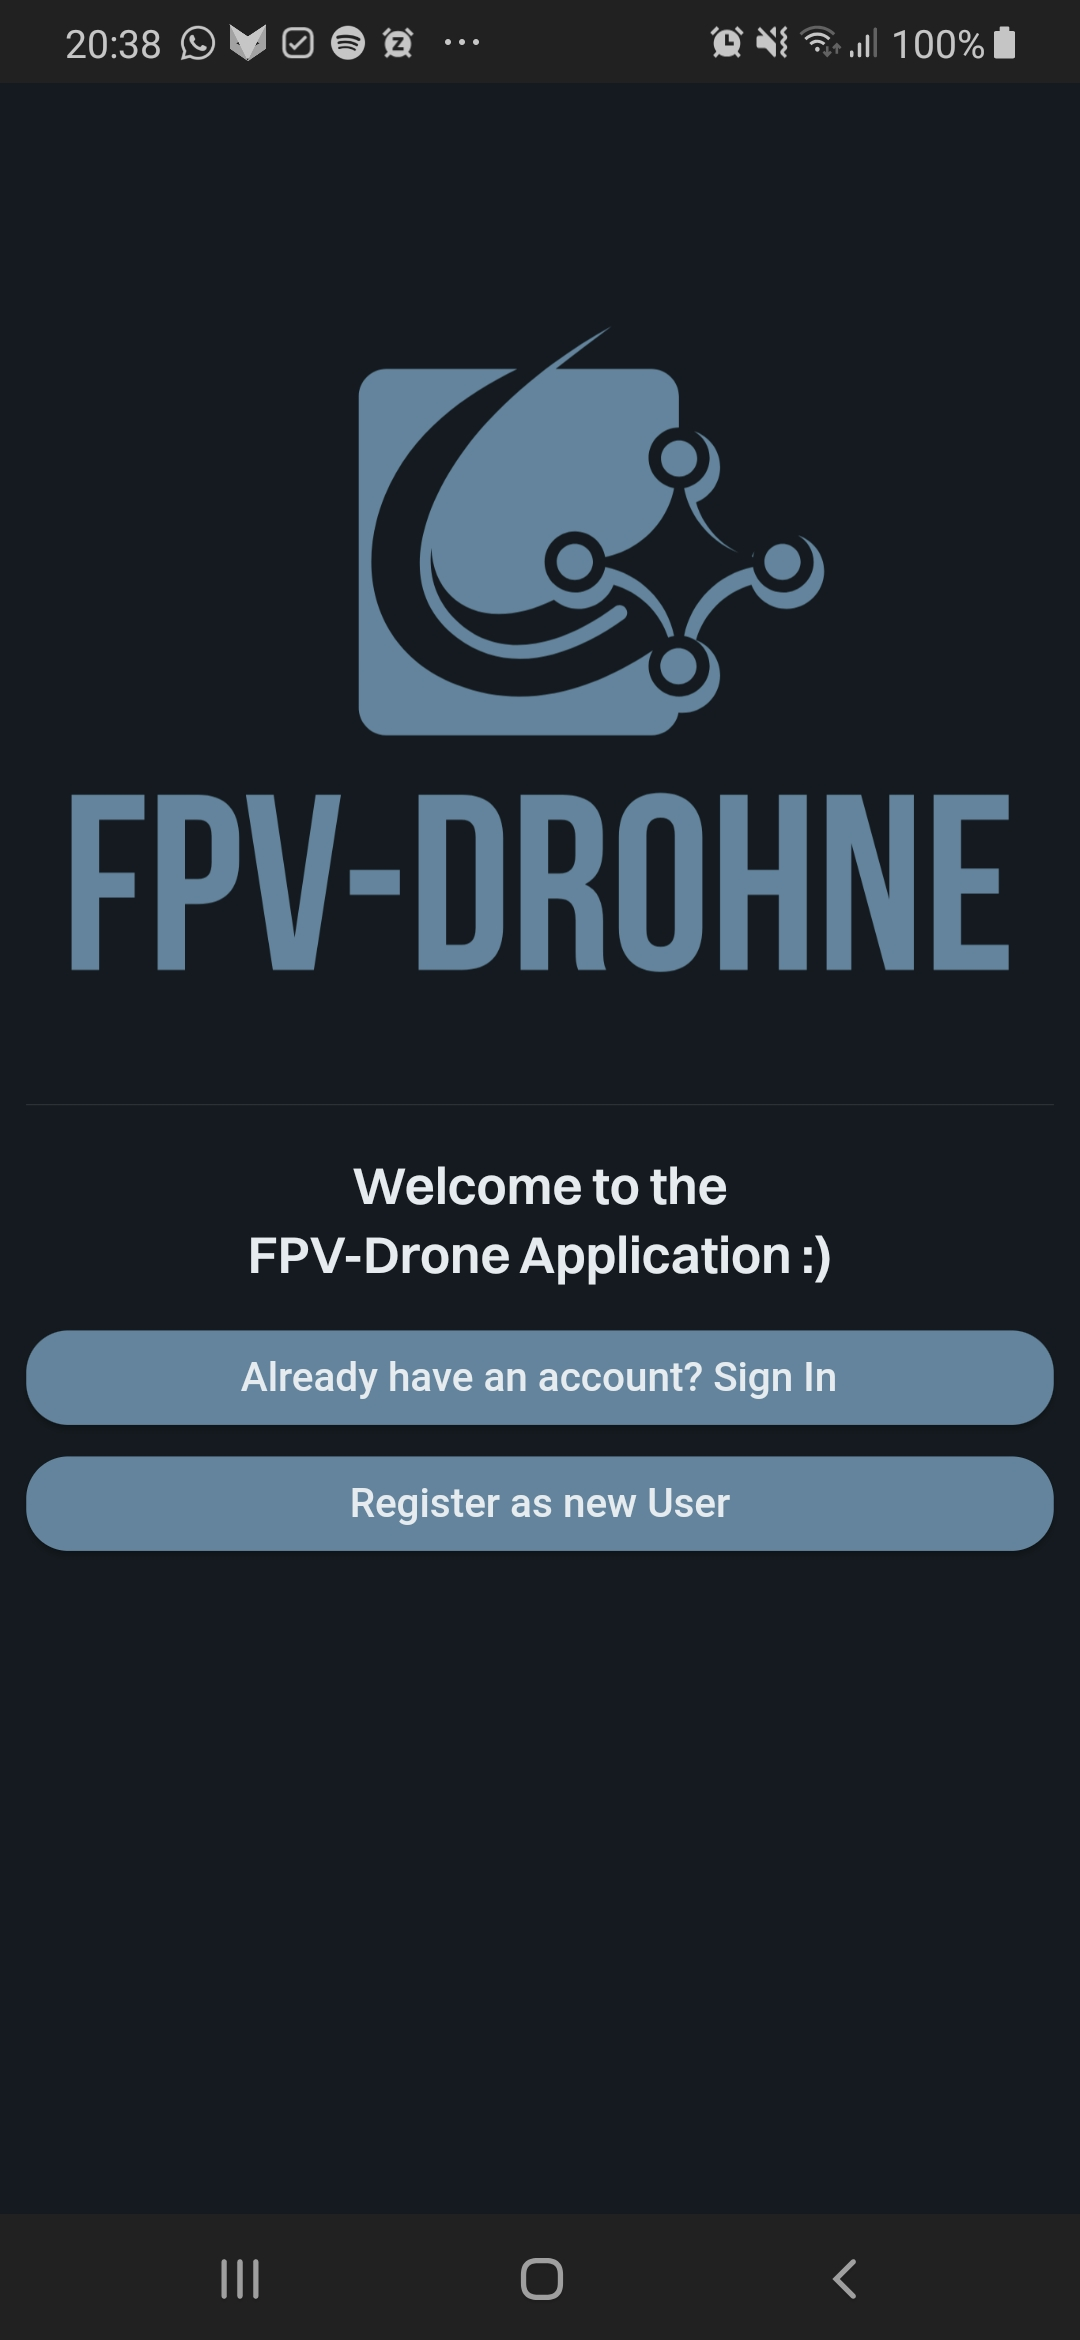 20:38
100%
FPV-DROHNE
Welcome to the
FPV-Drone Application :)
Already have an account? Sign In
Register as new User